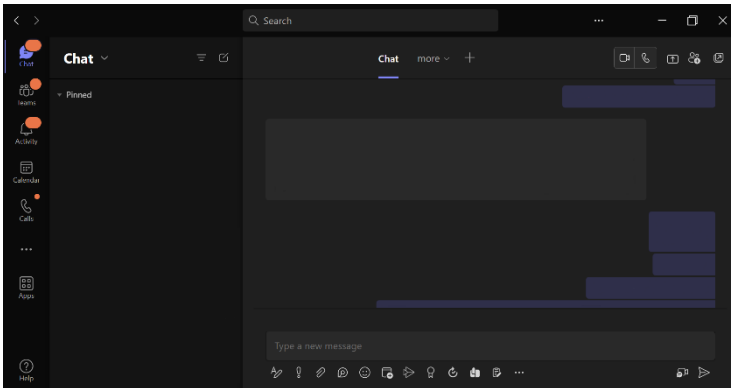 Search
Chat
Chat
more
Chat
Teams
Pinned
Activity
Calendar
Calls
Apps
Type a new message
Help